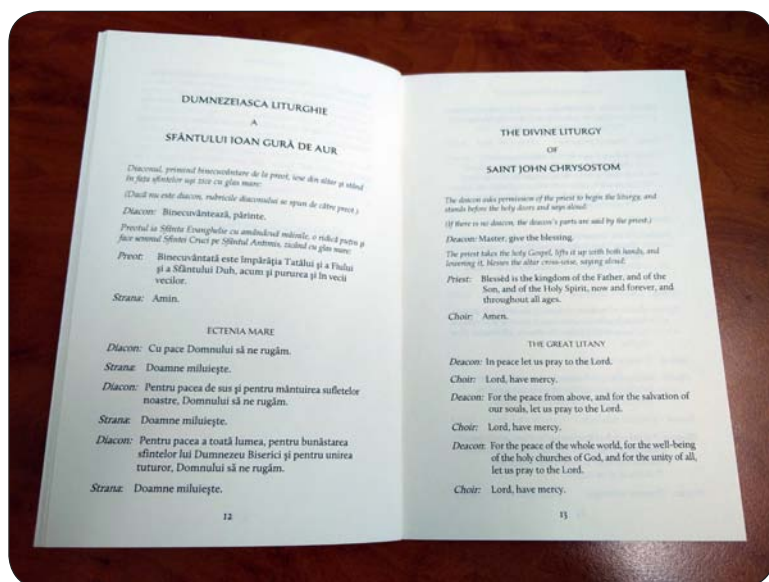 DUMNEZEIASCA LITURGHIE
A
SFÂNTULUI IOAN GURĂ DE AUR
Diaconul, primind binecuvântare de la preot, iese din altar și stând
în fața sfintelor uși zice cu glas mare:
(Dacă nu este diacon, rubricile diaconului se spun de către preot.)
Diacon: Binecuvântează, părinte.
Preotul ia Sfânta Evanghelie cu amândouă mâinile, o ridică puțin și
face semnul Sfintei Cruci pe Sfântul Antimis, zicând cu glas mare:
Preot: Binecuvântată este împărăția Tatălui și a Fiului
și a Sfântului Duh, acum și pururea și în vecii
vecilor.
Strana: Amin.
ECTENIA MARE
Diacon: Cu pace Domnului să ne rugăm.
Strana: Doamne miluiește.
Diacon: Pentru pacea de sus și pentru mântuirea sufletelor
noastre, Domnului să ne rugăm.
Strana: Doamne miluiește.
Diacon: Pentru pacea a toată lumea, pentru bunăstarea
sfintelor lui Dumnezeu Biserici și pentru unirea
tuturor, Domnului să ne rugăm.
Strana: Doamne miluiește.
12
THE DIVINE LITURGY
OF
SAINT JOHN CHRYSOSTOM
The deacon asks permission of the priest to begin the liturgy, and
stands before the holy doors and says aloud:
(If there is no deacon, the deacon's parts are said by the priest.)
Deacon: Master, give the blessing.
The priest takes the holy Gospel, lifts it up with both hands, and
lowering it, blesses the altar cross-wise, saying aloud:
Priest: Blessèd is the kingdom of the Father, and of the
Son, and of the Holy Spirit, now and forever, and
throughout all ages.
Choir: Amen.
THE GREAT LITANY
Deacon: In peace let us pray to the Lord.
Choir: Lord, have mercy.
Deacon: For the peace from above, and for the salvation of
our souls, let us pray to the Lord.
Choir: Lord, have mercy.
Deacon: For the peace of the whole world, for the well-being
of the holy churches of God, and for the unity of all,
let us pray to the Lord.
Choir: Lord, have mercy.
13